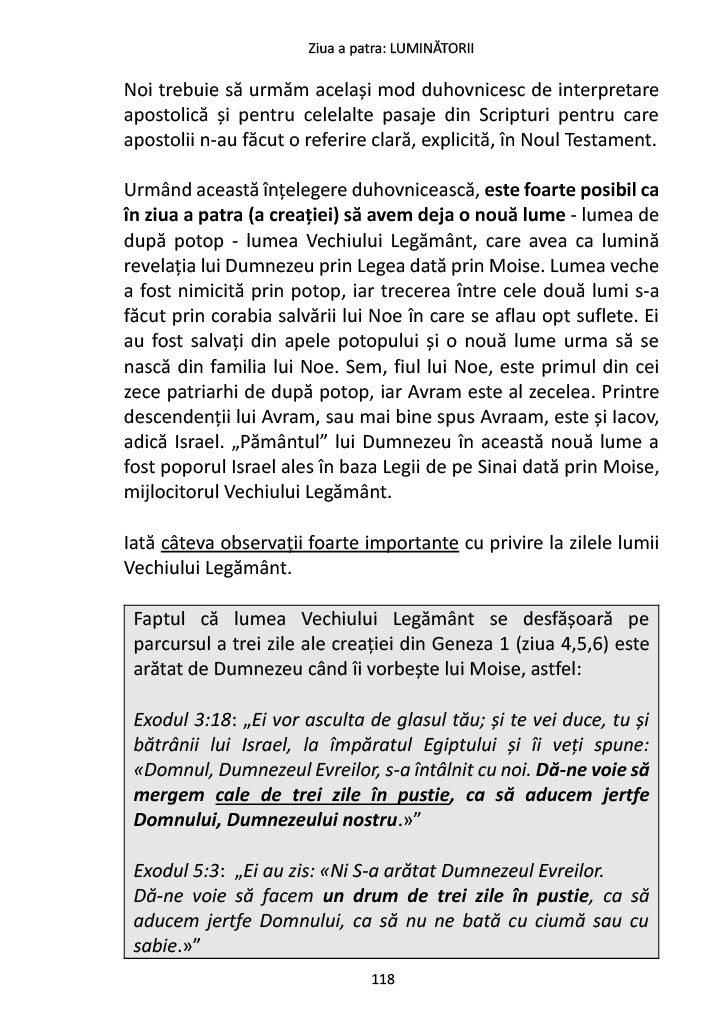 Ziua a patra: LUMINĂTORII
Noi trebuie să urmăm același mod duhovnicesc de interpretare
apostolică și pentru celelalte pasaje din Scripturi pentru care
apostolii n-au făcut o referire clară, explicită, în Noul Testament.
Urmând această înțelegere duhovnicească, este foarte posibil ca
în ziua a patra (a creației) să avem deja o nouă lume - lumea de
după potop - lumea Vechiului Legământ, care avea ca lumină
revelația lui Dumnezeu prin Legea dată prin Moise. Lumea veche
a fost nimicită prin potop, iar trecerea între cele două lumi s-a
făcut prin corabia salvării lui Noe în care se aflau opt suflete. Ei
au fost salvați din apele potopului și o nouă lume urma să se
nască din familia lui Noe. Sem, fiul lui Noe, este primul din cei
zece patriarhi de după potop, iar Avram este al zecelea. Printre
descendenții lui Avram, sau mai bine spus Avraam, este și Iacov,
adică Israel. „Pământul” lui Dumnezeu în această nouă lume a
fost poporul Israel ales în baza Legii de pe Sinai dată prin Moise,
mijlocitorul Vechiului Legământ.
Iată câteva observații foarte importante cu privire la zilele lumii
Vechiului Legământ.
Faptul că lumea Vechiului Legământ se desfășoară pe
parcursul a trei zile ale creației din Geneza 1 (ziua 4,5,6) este
arătat de Dumnezeu când îi vorbește lui Moise, astfel:
Exodul 3:18: „Ei vor asculta de glasul tău; și te vei duce, tu și
bătrânii lui Israel, la împăratul Egiptului și îi veți spune:
«Domnul, Dumnezeul Evreilor, s-a întâlnit cu noi. Dă-ne voie să
mergem cale de trei zile în pustie, ca să aducem jertfe
Domnului, Dumnezeului nostru.»”
Exodul 5:3: „Ei au zis: «Ni S-a arătat Dumnezeul Evreilor.
Dă-ne voie să facem un drum de trei zile în pustie, ca să
aducem jertfe Domnului, ca să nu ne bată cu ciumă sau cu
sabie.»”
118